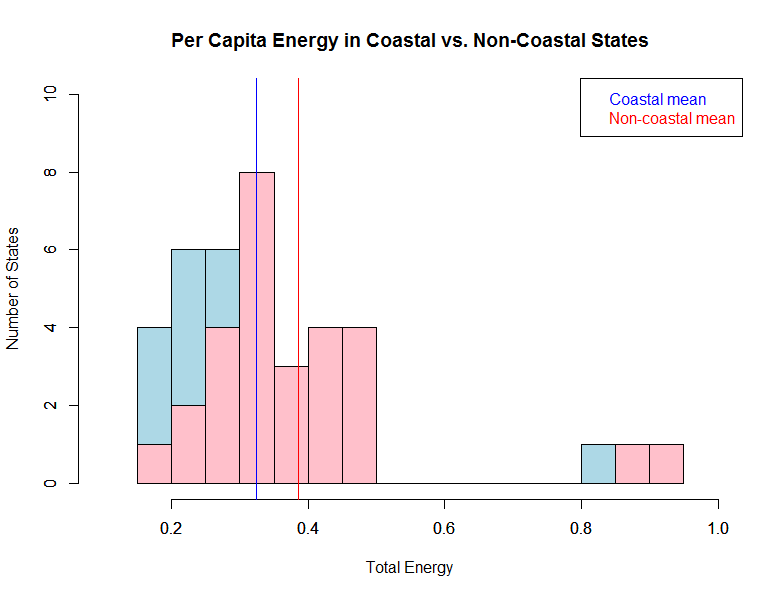 Per Capita Energy in Coastal vs. Non-Coastal States
Coastal mean
Non-coastal mean
Number of States
10
8
6
4
2
0
0.2 0.4 0.6 0.8 1.0
Total Energy